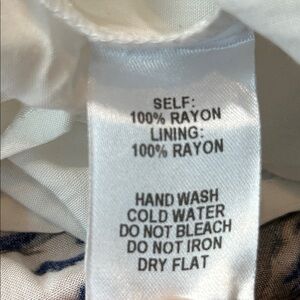 SELF:
100% RAYON
LINING:
100% RAYON
HAND WASH
COLD WATER
DO NOT BLEACH
DO NOT IRON
DRY FLAT